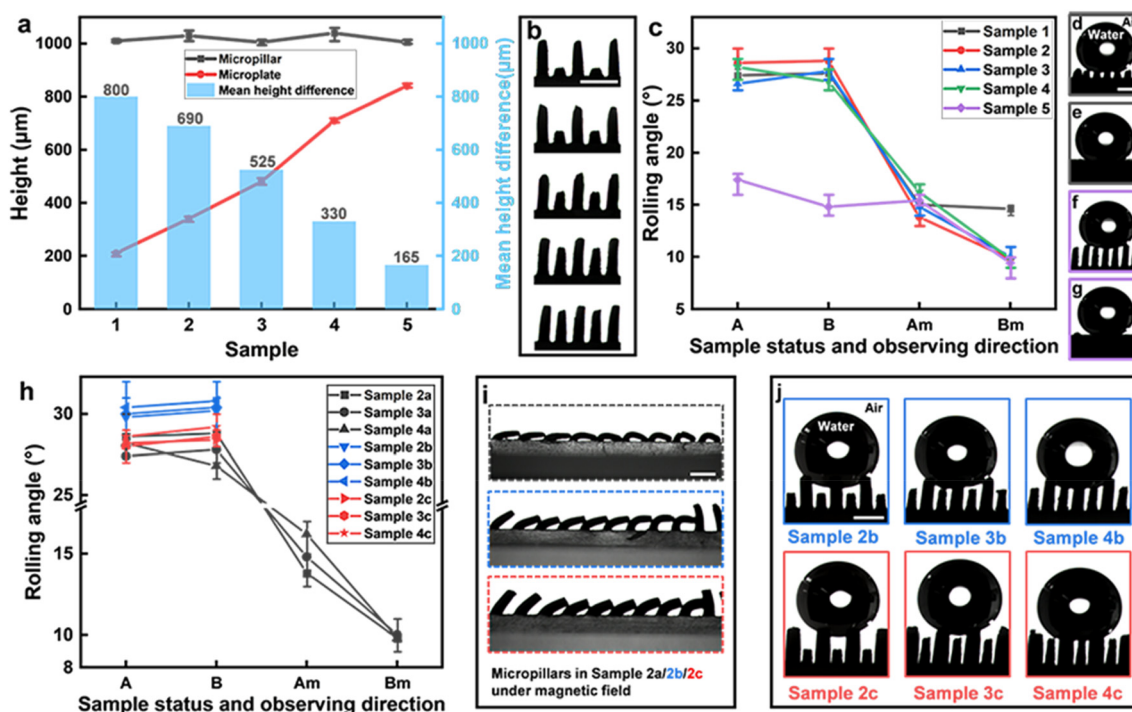 a
Height (μm)
1000
800
600
400
200
0
Micropillar
Microplate
Mean height difference
800
690
525
330
165
1 2 3 4 5
Sample
1000
800
600
400
200
0
Mean height difference(μm)
b
c
Rolling angle (°)
30
25
20
15
10
5
Sample 1
Sample 2
Sample 3
Sample 4
Sample 5
A B Am Bm
Sample status and observing direction
d
Air
Water
e
f
g
h
Rolling angle (°)
30
25
15
10
8
Sample 2a
Sample 3a
Sample 4a
Sample 2b
Sample 3b
Sample 4b
Sample 2c
Sample 3c
Sample 4c
A B Am Bm
Sample status and observing direction
i
Micropillars in Sample 2a/2b/2c
under magnetic field
j
Air
Water
Sample 2b Sample 3b Sample 4b
Sample 2c Sample 3c Sample 4c